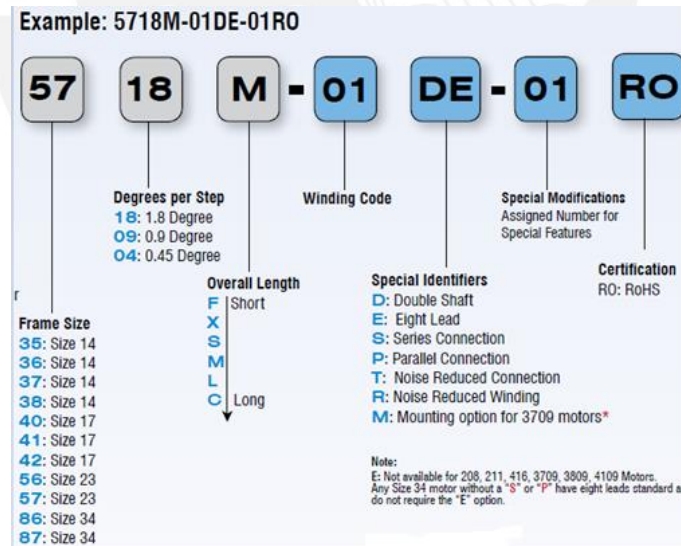 Example: 5718M-01DE-01RO
57 18 M - 01 DE - 01 RO
Degrees per Step
18: 1.8 Degree
09: 0.9 Degree
04: 0.45 Degree
Winding Code
Special Modifications
Assigned Number for
Special Features
Certification
RO: RoHS
Overall Length
F Short
X
S
M
L
C Long
Special Identifiers
D: Double Shaft
E: Eight Lead
S: Series Connection
P: Parallel Connection
T: Noise Reduced Connection
R: Noise Reduced Winding
M: Mounting option for 3709 motors*
r
Frame Size
35: Size 14
36: Size 14
37: Size 14
38: Size 14
40: Size 17
41: Size 17
42: Size 17
56: Size 23
57: Size 23
86: Size 34
87: Size 34
Note:
E: Not available for 208, 211, 416, 3709, 3809, 4109 Motors.
Any Size 34 motor without a "S" or "P" have eight leads standard a
do not require the "E" option.